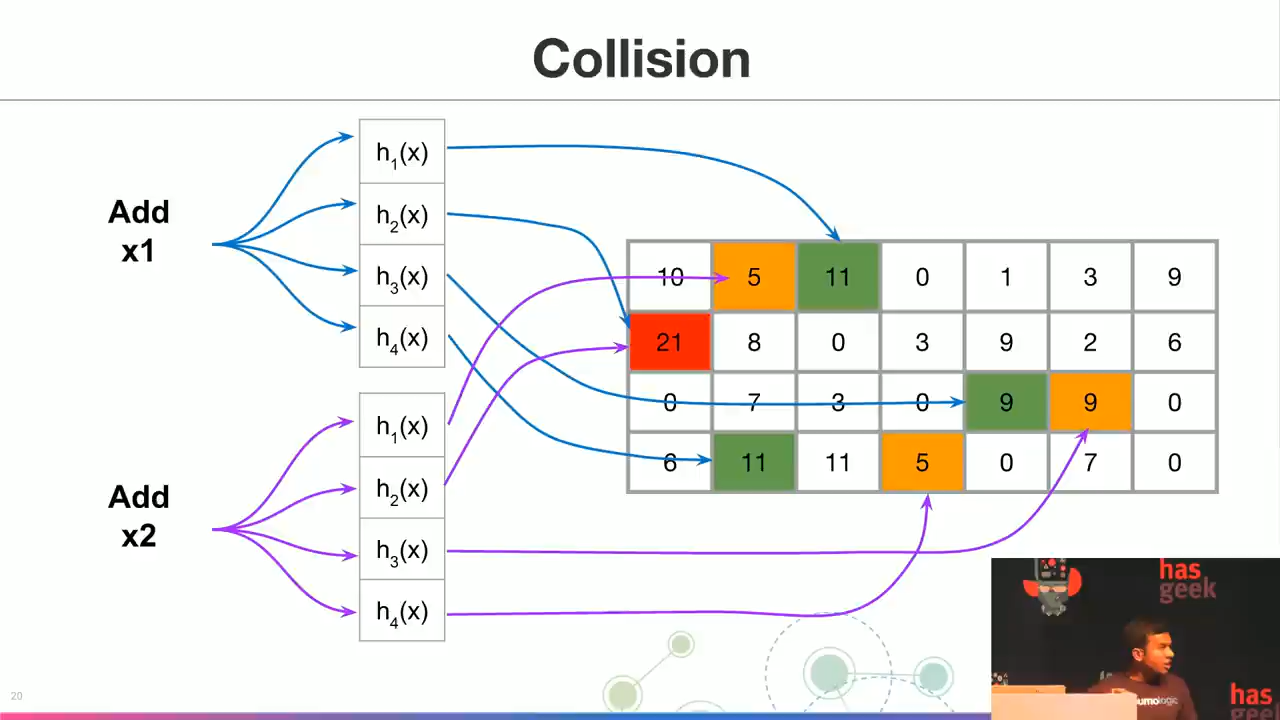 Collision
Add
x1
h1(x)
h2(x)
h3(x)
h4(x)
Add
x2
h1(x)
h2(x)
h3(x)
h4(x)
10 5 11 0 1 3 9
21 8 0 3 9 2 6
0 7 3 0 9 9 0
6 11 11 5 0 7 0
has
geek
umologic
has
geek
20